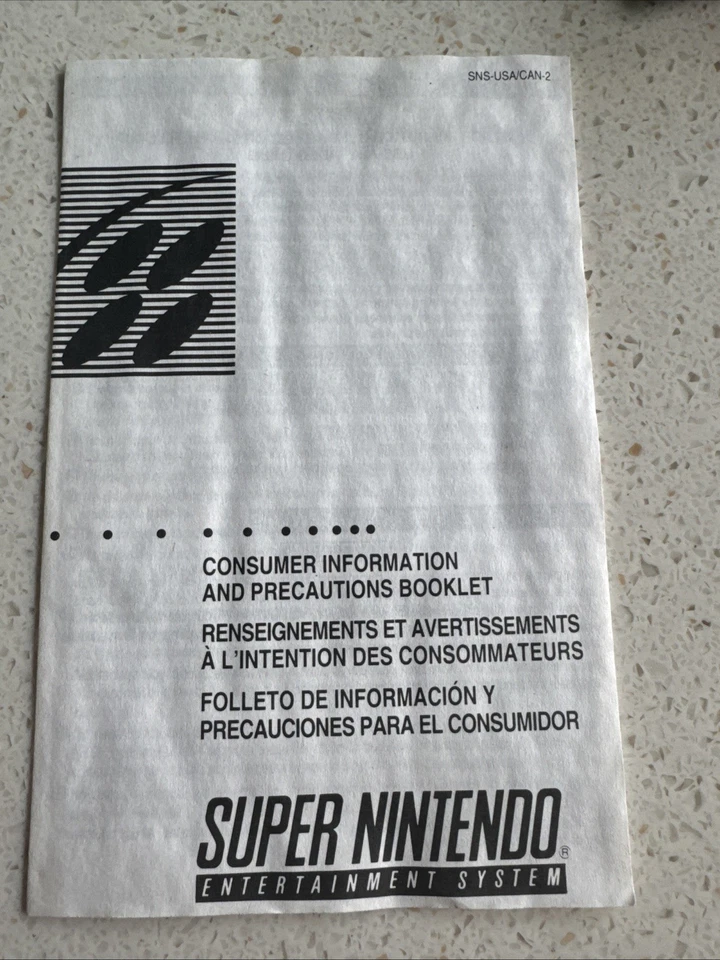 SNS-USA/CAN-2
CONSUMER INFORMATION
AND PRECAUTIONS BOOKLET
RENSEIGNEMENTS ET AVERTISSEMENTS
À L'INTENTION DES CONSOMMATEURS
FOLLETO DE INFORMACIÓN Y
PRECAUCIONES PARA EL CONSUMIDOR
SUPER NINTENDO®
ENTERTAINMENT SYSTEM